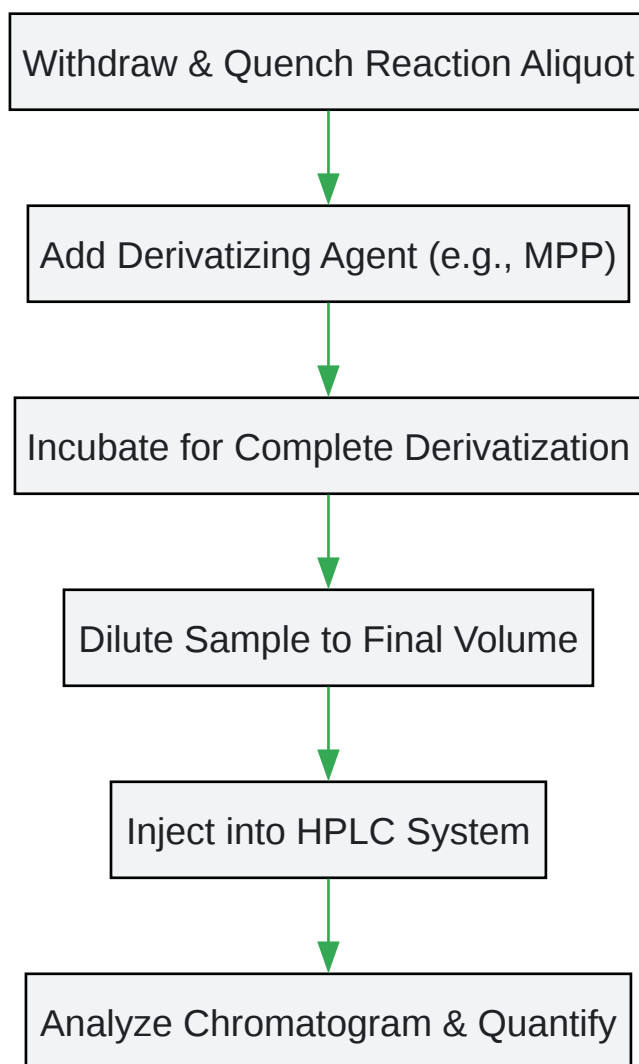 Withdraw & Quench Reaction Aliquot
Add Derivatizing Agent (e.g., MPP)
Incubate for Complete Derivatization
Dilute Sample to Final Volume
Inject into HPLC System
Analyze Chromatogram & Quantify